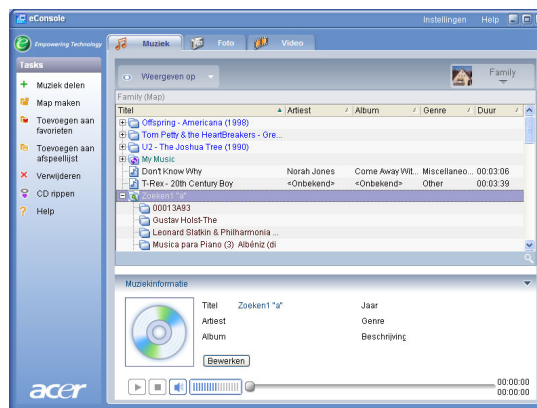 eConsole
Instellingen Help
Empowering Technology
Muziek Foto Video
Tasks
Muziek delen
Map maken
Toevoegen aan
favorieten
Toevoegen aan
afspeellijst
Verwijderen
CD rippen
Help
acer
Weergeven op
Family
Family (Map)
Titel Artiest Album Genre Duur
Offspring - Americana (1998)
Tom Petty & the HeartBreakers - Gre...
U2 - The Joshua Tree (1990)
My Music
Don't Know Why Norah Jones Come Away Wit... Miscellaneo... 00:03:06
T-Rex - 20th Century Boy <Onbekend> <Onbekend> Other 00:03:39
Zoeken1 "a"
00013A93
Gustav Holst-The
Leonard Slatkin & Philharmonia ...
Musica para Piano (3) Albéniz (di
Muziekinformatie
Titel Zoeken1 "a" Jaar
Artiest Genre
Album Beschrijving
Bewerken
00:00:00
00:00:00